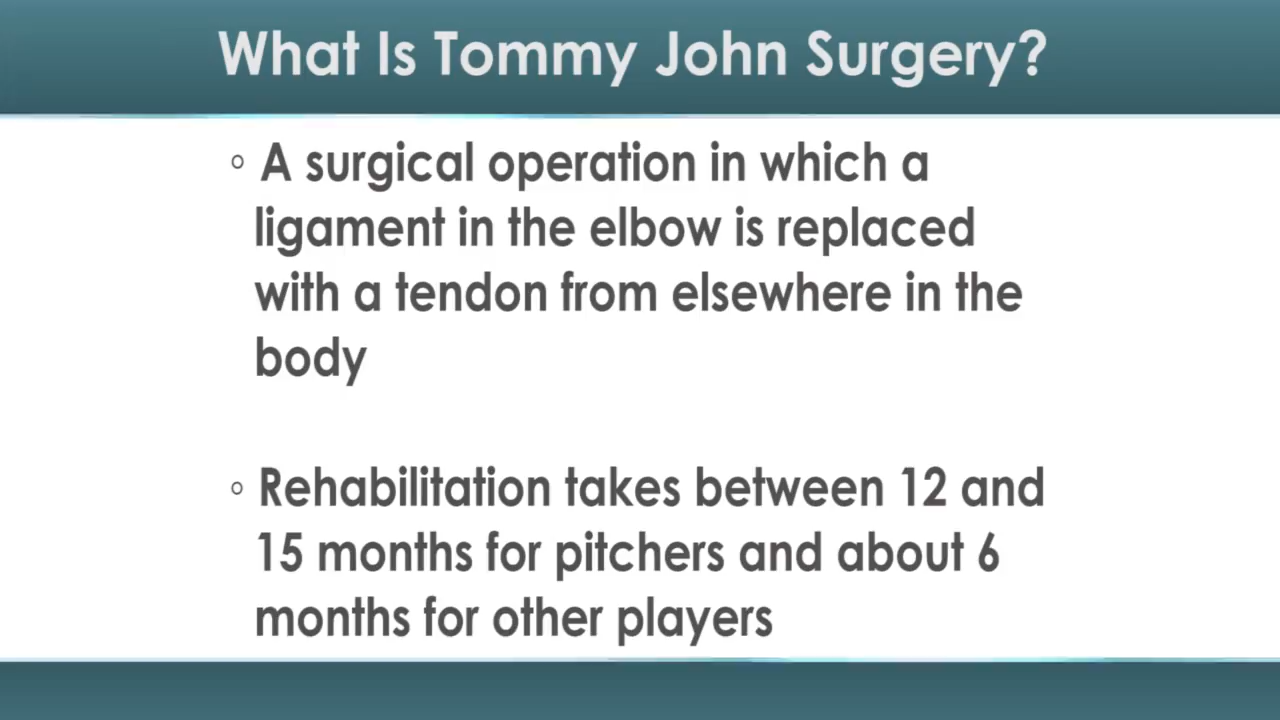 What Is Tommy John Surgery?
◦ A surgical operation in which a
ligament in the elbow is replaced
with a tendon from elsewhere in the
body
◦ Rehabilitation takes between 12 and
15 months for pitchers and about 6
months for other players